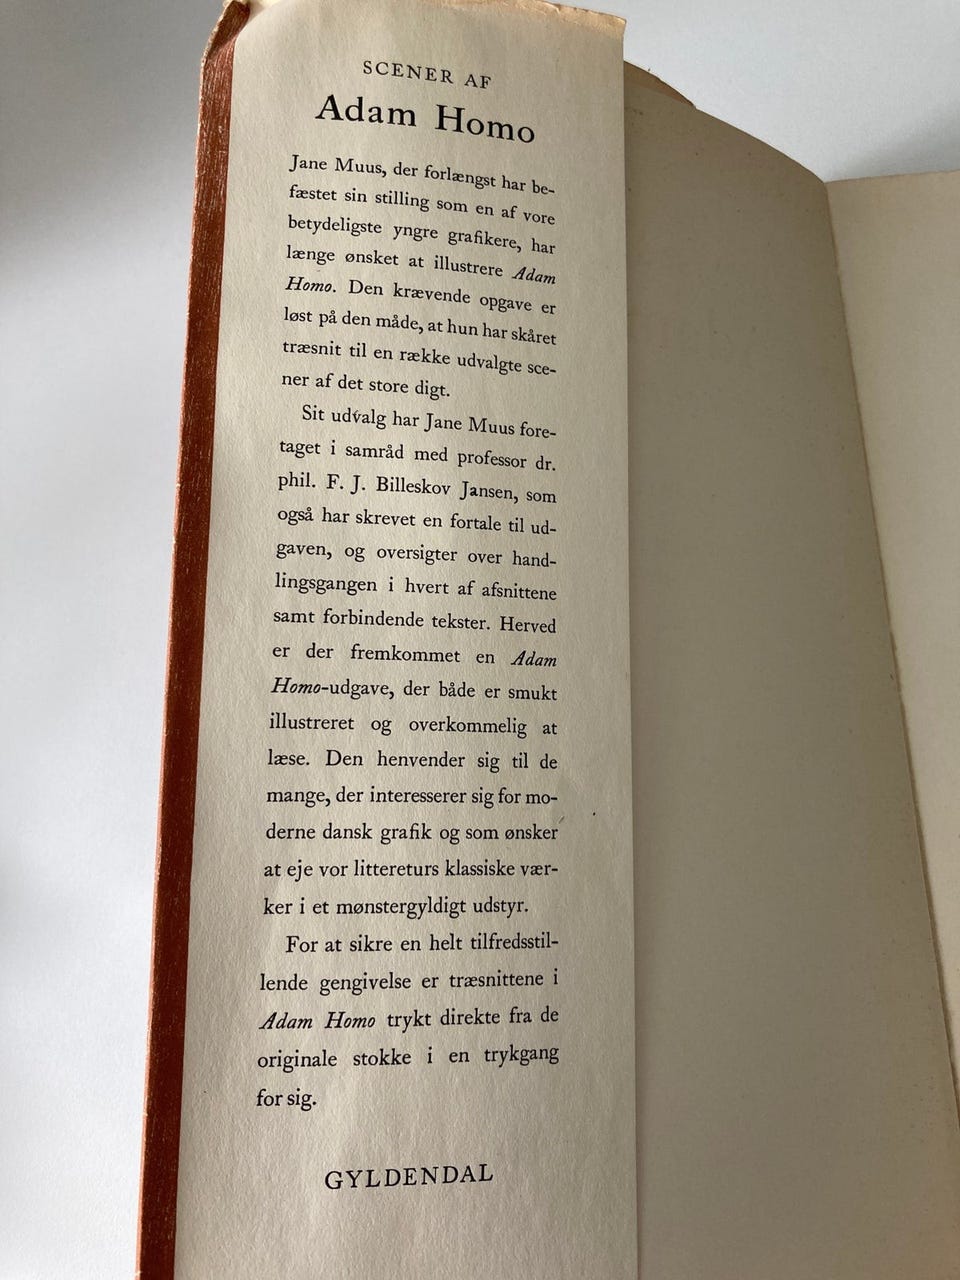 SCENER AF
Adam Homo
Jane Muus, der forlængst har be-
fæstet sin stilling som en af vore
betydeligste yngre grafikere, har
længe ønsket at illustrere Adam
Homo. Den krævende opgave er
løst på den måde, at hun har skåret
træsnit til en række udvalgte sce-
ner af det store digt.
Sit udvalg har Jane Muus fore-
taget i samråd med professor dr.
phil. F. J. Billeskov Jansen, som
også har skrevet en fortale til ud-
gaven, og oversigter over hand-
lingsgangen i hvert af afsnittene
samt forbindende tekster. Herved
er der fremkommet en Adam
Homo-udgave, der både er smukt
illustreret og overkommelig at
læse. Den henvender sig til de
mange, der interesserer sig for mo-
derne dansk grafik og som ønsker
at eje vor littereturs klassiske vær-
ker i et mønstergyldigt udstyr.
For at sikre en helt tilfredsstil-
lende gengivelse er træsnittene i
Adam Homo trykt direkte fra de
originale stokke i en trykgang
for sig.
GYLDENDAL